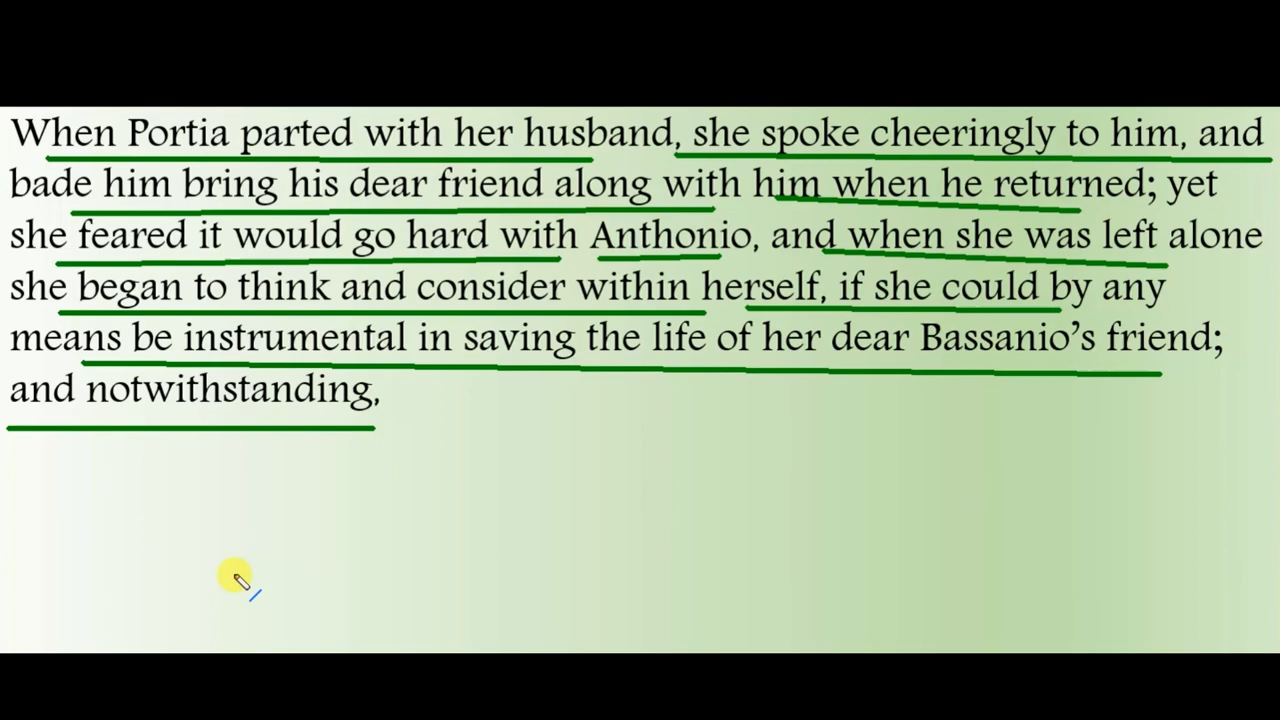 When Portia parted with her husband, she spoke cheeringly to him, and
bade him bring his dear friend along with him when he returned; yet
she feared it would go hard with Anthonio, and when she was left alone
she began to think and consider within herself, if she could by any
means be instrumental in saving the life of her dear Bassanio’s friend;
and notwithstanding,